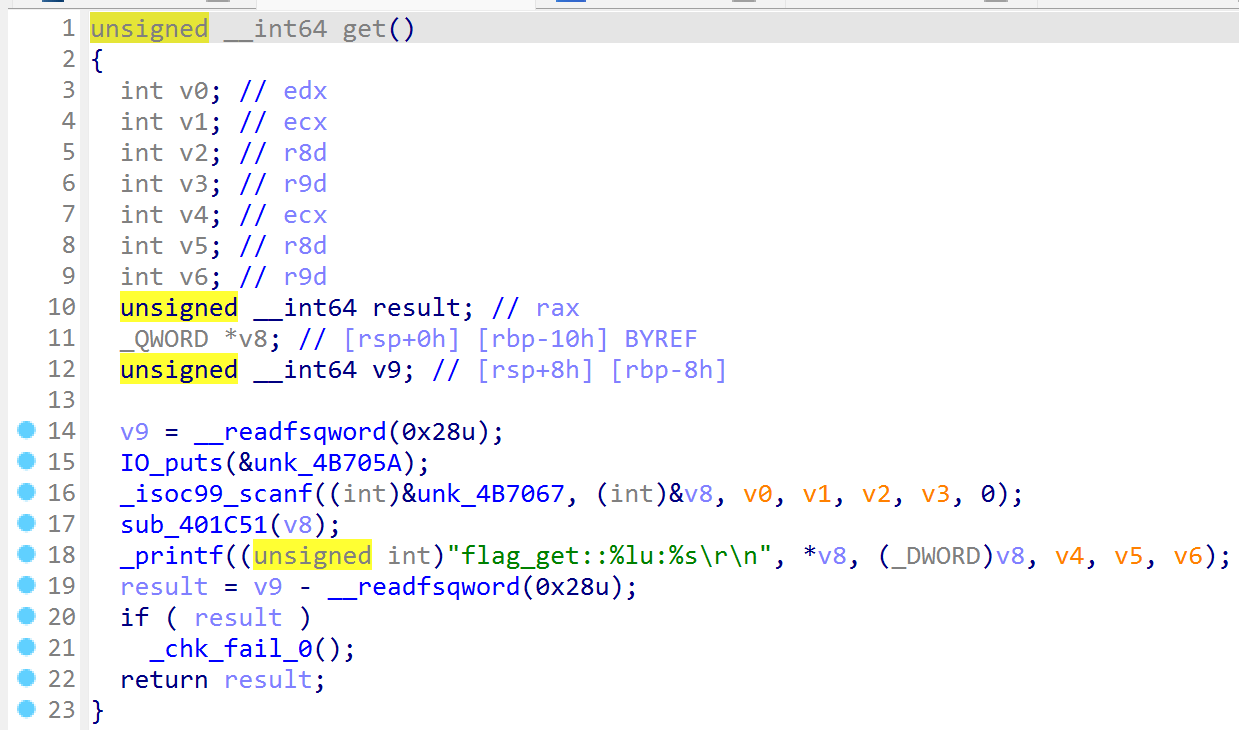 1 unsigned __int64 get()
2 {
3 int v0; // edx
4 int v1; // ecx
5 int v2; // r8d
6 int v3; // r9d
7 int v4; // ecx
8 int v5; // r8d
9 int v6; // r9d
10 unsigned __int64 result; // rax
11 _QWORD *v8; // [rsp+0h] [rbp-10h] BYREF
12 unsigned __int64 v9; // [rsp+8h] [rbp-8h]
13
14 v9 = __readfsqword(0x28u);
15 IO_puts(&unk_4B705A);
16 _isoc99_scanf((int)&unk_4B7067, (int)&v8, v0, v1, v2, v3, 0);
17 sub_401C51(v8);
18 _printf((unsigned int)"flag_get::%lu:%s\r\n", *v8, (_DWORD)v8, v4, v5, v6);
19 result = v9 - __readfsqword(0x28u);
20 if ( result )
21 _chk_fail_0();
22 return result;
23 }